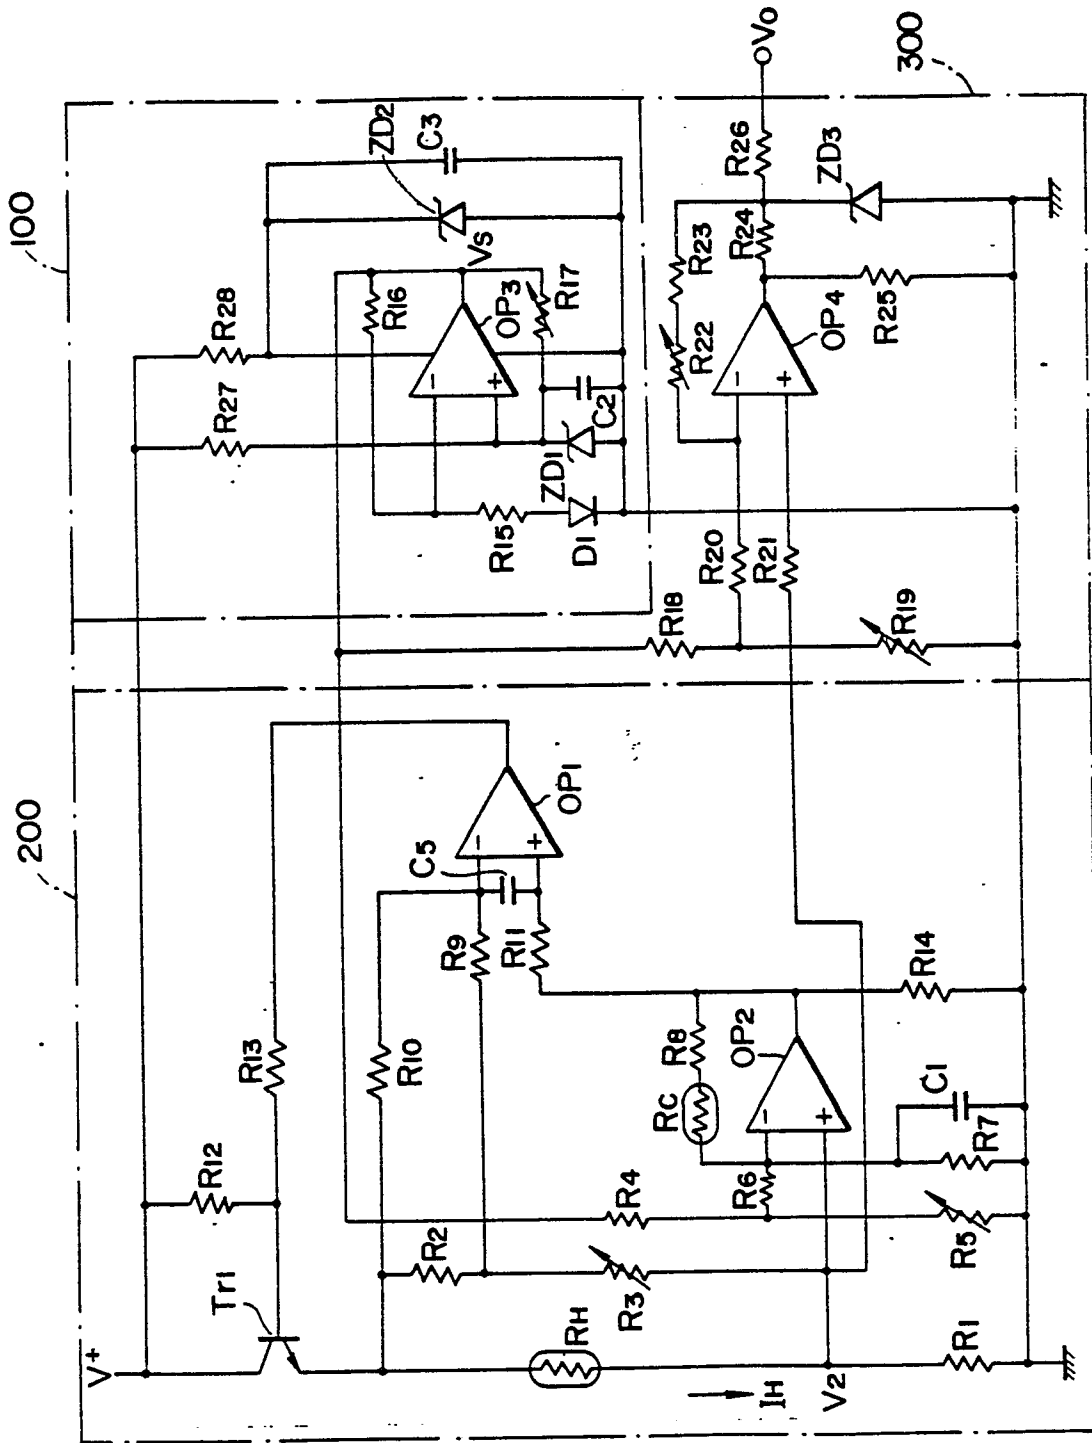 200
100
300
V+
Tr1
R12
R13
R28
R27
R16
ZD2
C3
Vs
OP3
R17
C2
ZD1
R15
D1
R10
R9
C5
OP1
R11
R2
R3
R4
R6
RC
R8
OP2
C1
R7
R5
R14
RH
IH
V2
R1
R18
R19
R20
R21
R22
R23
OP4
R24
R25
R26
ZD3
Vo
-
+
-
+
-
+
-
+